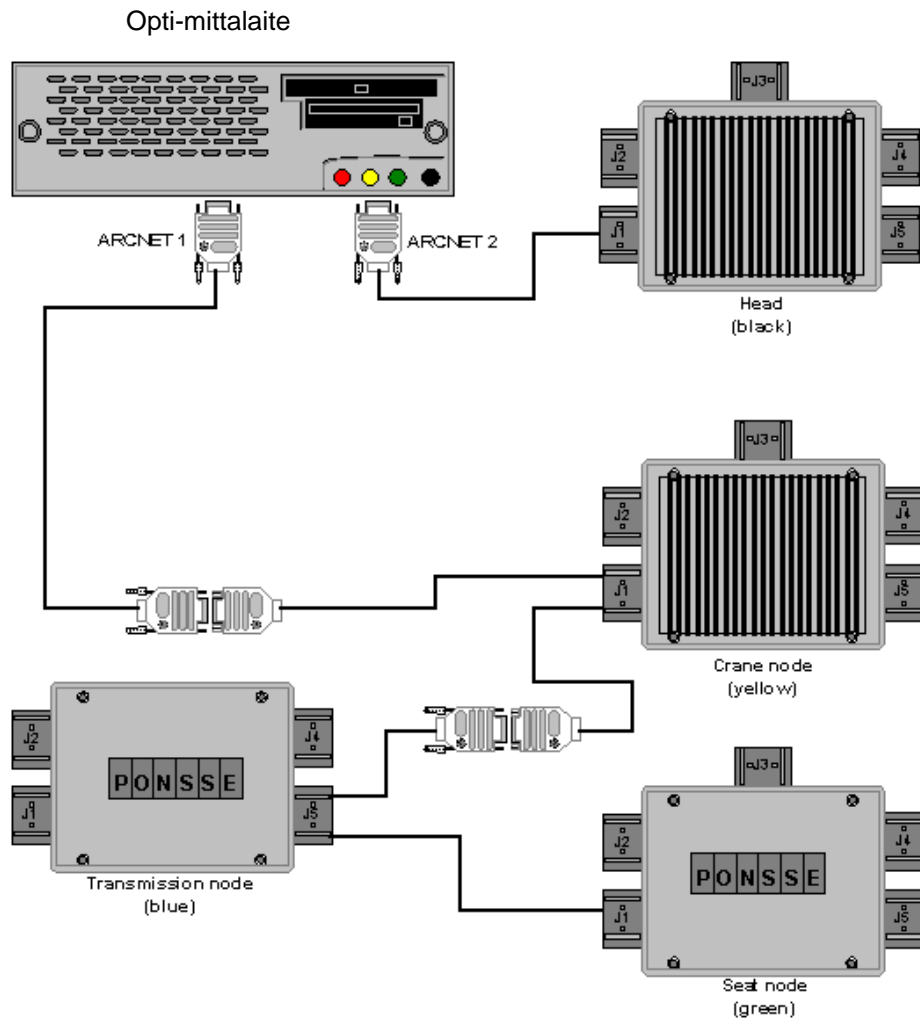 Opti-mittalaite
J3
J2
J4
ARCNET 1
ARCNET 2
J1
J5
Head
(black)
J3
J2
J4
J1
J5
Crane node
(yellow)
J2
J4
PONSSE
J1
J5
Transmission node
(blue)
J3
J2
J4
PONSSE
J1
J5
Seat node
(green)